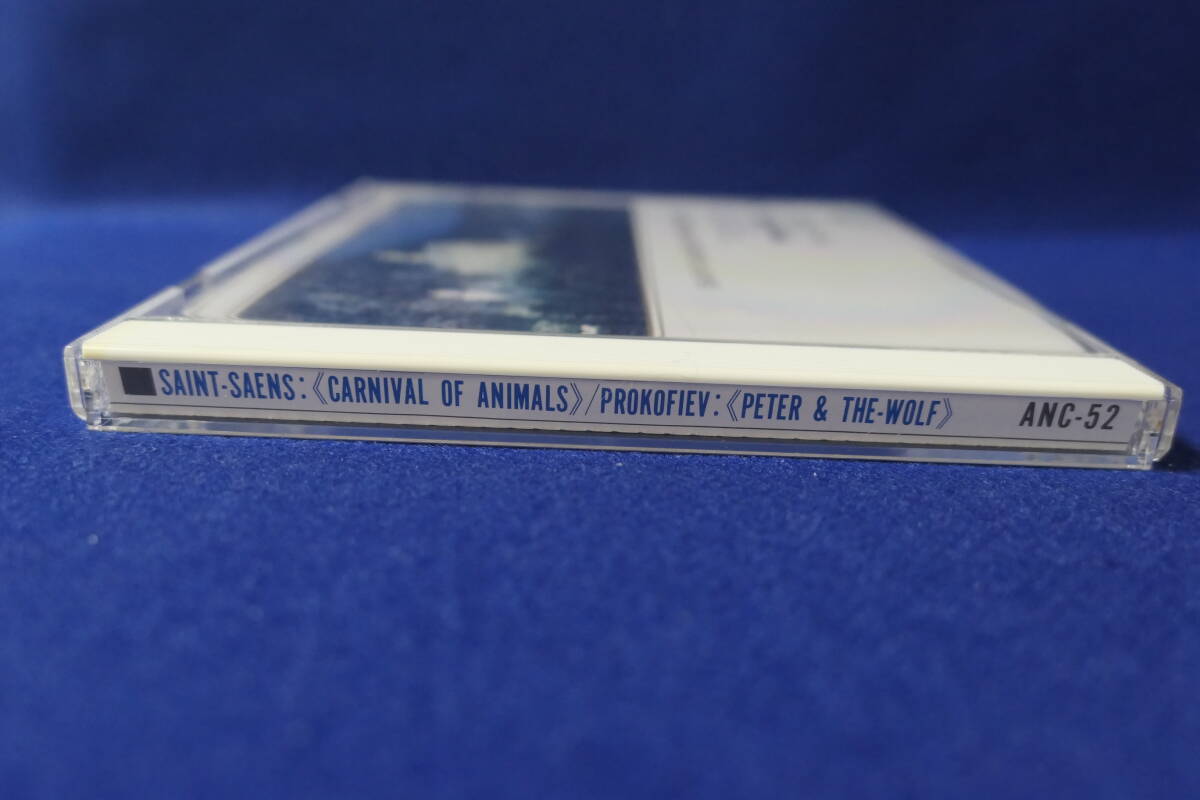 ■SAINT-SAENS:《CARNIVAL OF ANIMALS》/PROKOFIEV:《PETER & THE-WOLF》 ANC-52